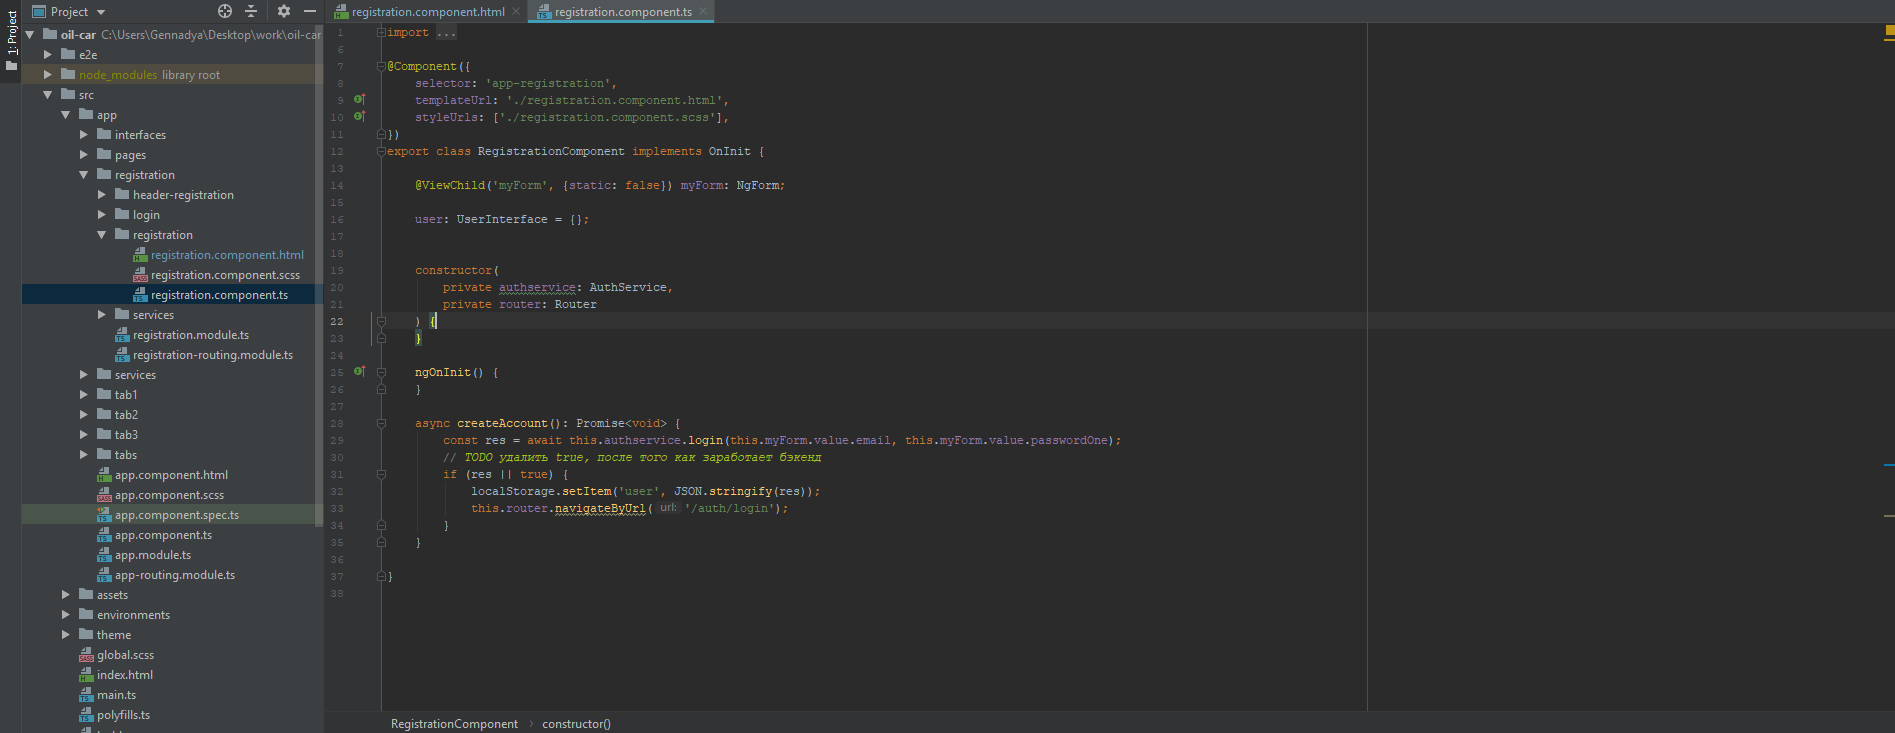 1: Project
Project
oil-car C:\Users\Gennadya\Desktop\work\oil-car
e2e
node_modules library root
src
app
interfaces
pages
registration
header-registration
login
registration
registration.component.html
registration.component.scss
registration.component.ts
services
registration.module.ts
registration-routing.module.ts
services
tab1
tab2
tab3
tabs
app.component.html
app.component.scss
app.component.spec.ts
app.component.ts
app.module.ts
app-routing.module.ts
assets
environments
theme
global.scss
index.html
main.ts
polyfills.ts
registration.component.html
registration.component.ts
1 import ...
6
7 @Component({
8 selector: 'app-registration',
9 templateUrl: './registration.component.html',
10 styleUrls: ['./registration.component.scss'],
11 })
12 export class RegistrationComponent implements OnInit {
13
14 @ViewChild('myForm', {static: false}) myForm: NgForm;
15
16 user: UserInterface = {};
17
18
19 constructor(
20 private authservice: AuthService,
21 private router: Router
22 ) {
23 }
24
25 ngOnInit() {
26 }
27
28 async createAccount(): Promise<void> {
29 const res = await this.authservice.login(this.myForm.value.email, this.myForm.value.passwordOne);
30 // TODO удалить true, после того как заработает бэкенд
31 if (res || true) {
32 localStorage.setItem('user', JSON.stringify(res));
33 this.router.navigateByUrl( url: '/auth/login');
34 }
35 }
36
37 }
38
RegistrationComponent › constructor()